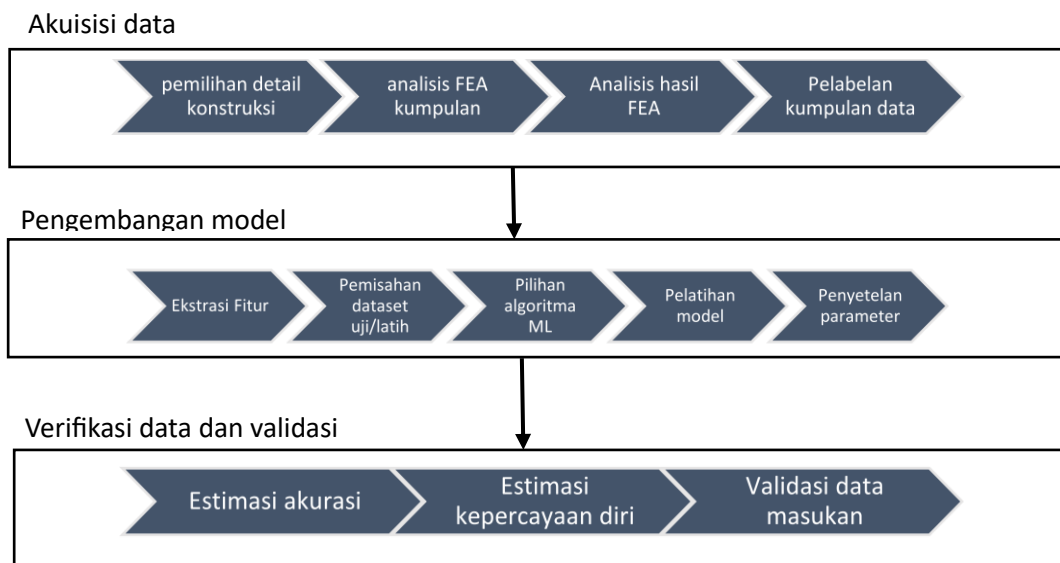 Akuisisi data
pemilihan detail
konstruksi
analisis FEA
kumpulan
Analisis hasil
FEA
Pelabelan
kumpulan data
Pengembangan model
Ekstrasi Fitur
Pemisahan
dataset
uji/latih
Pilihan
algoritma
ML
Pelatihan
model
Penyetelan
parameter
Verifikasi data dan validasi
Estimasi akurasi
Estimasi
kepercayaan diri
Validasi data
masukan